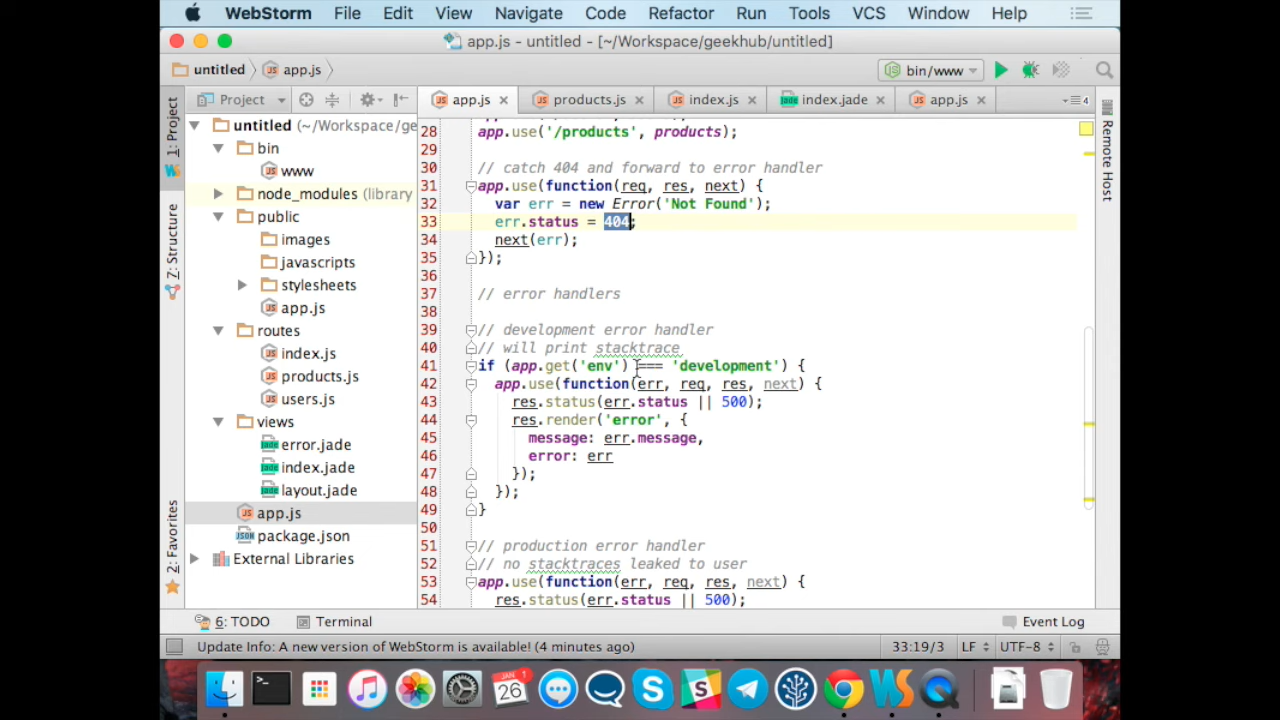 WebStorm File Edit View Navigate Code Refactor Run Tools VCS Window Help
app.js - untitled - [~/Workspace/geekhub/untitled]
untitled app.js bin/www
Project app.js products.js index.js index.jade app.js 4
1: Project
7: Structure
2: Favorites
Remote Host
untitled (~/Workspace/ge
bin
www
node_modules (library
public
images
javascripts
stylesheets
app.js
routes
index.js
products.js
users.js
views
error.jade
index.jade
layout.jade
app.js
package.json
External Libraries
28 app.use('/products', products);
29
30 // catch 404 and forward to error handler
31 app.use(function(req, res, next) {
32 var err = new Error('Not Found');
33 err.status = 404;
34 next(err);
35 });
36
37 // error handlers
38
39 // development error handler
40 // will print stacktrace
41 if (app.get('env') === 'development') {
42 app.use(function(err, req, res, next) {
43 res.status(err.status || 500);
44 res.render('error', {
45 message: err.message,
46 error: err
47 });
48 });
49 }
50
51 // production error handler
52 // no stacktraces leaked to user
53 app.use(function(err, req, res, next) {
54 res.status(err.status || 500);
6: TODO Terminal Event Log
Update Info: A new version of WebStorm is available! (4 minutes ago) 33:19/3 LF UTF-8
JAN 26
1